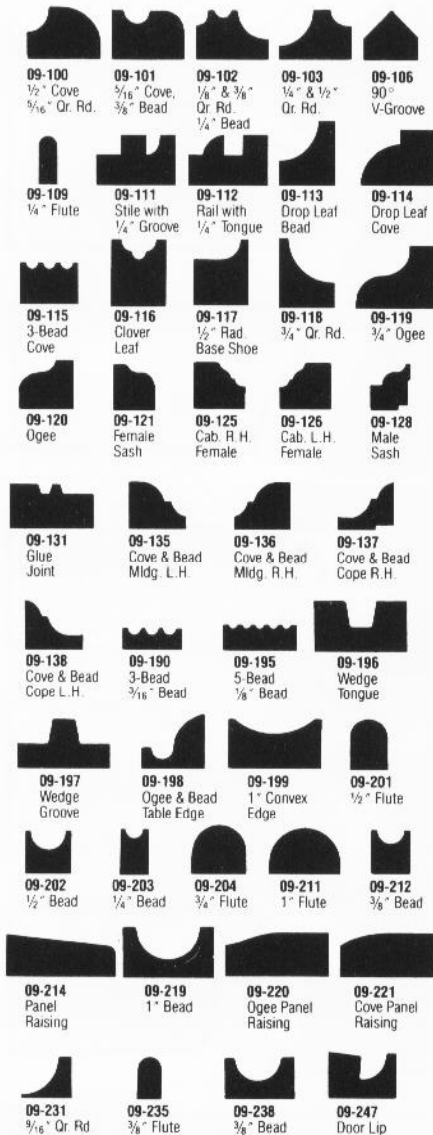 09-100
1/2" Cove
5/16" Qr. Rd.
09-101
5/16" Cove,
3/8" Bead
09-102
1/8" & 3/8"
Qr. Rd.
1/4" Bead
09-103
1/4" & 1/2"
Qr. Rd.
09-106
90°
V-Groove
09-109
1/4" Flute
09-111
Stile with
1/4" Groove
09-112
Rail with
1/4" Tongue
09-113
Drop Leaf
Bead
09-114
Drop Leaf
Cove
09-115
3-Bead
Cove
09-116
Clover
Leaf
09-117
1/2" Rad.
Base Shoe
09-118
3/4" Qr. Rd.
09-119
3/4" Ogee
09-120
Ogee
09-121
Female
Sash
09-125
Cab. R.H.
Female
09-126
Cab. L.H.
Female
09-128
Male
Sash
09-131
Glue
Joint
09-135
Cove & Bead
Mldg. L.H.
09-136
Cove & Bead
Mldg. R.H.
09-137
Cove & Bead
Cope R.H.
09-138
Cove & Bead
Cope L.H.
09-190
3-Bead
3/16" Bead
09-195
5-Bead
1/8" Bead
09-196
Wedge
Tongue
09-197
Wedge
Groove
09-198
Ogee & Bead
Table Edge
09-199
1" Convex
Edge
09-201
1/2" Flute
09-202
1/2" Bead
09-203
1/4" Bead
09-204
3/4" Flute
09-211
1" Flute
09-212
3/8" Bead
09-214
Panel
Raising
09-219
1" Bead
09-220
Ogee Panel
Raising
09-221
Cove Panel
Raising
09-231
9/16" Qr. Rd
09-235
3/8" Flute
09-238
3/8" Bead
09-247
Door Lip